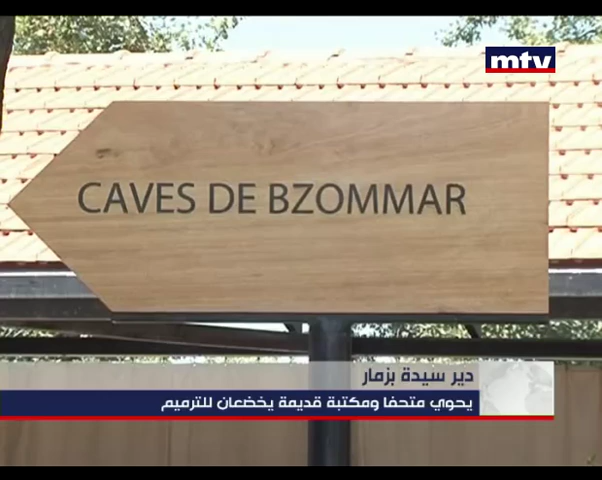 mtv
CAVES DE BZOMMAR
دير سيدة بزمار
يحوي متحفا ومكتبة قديمة يخضعان للترميم